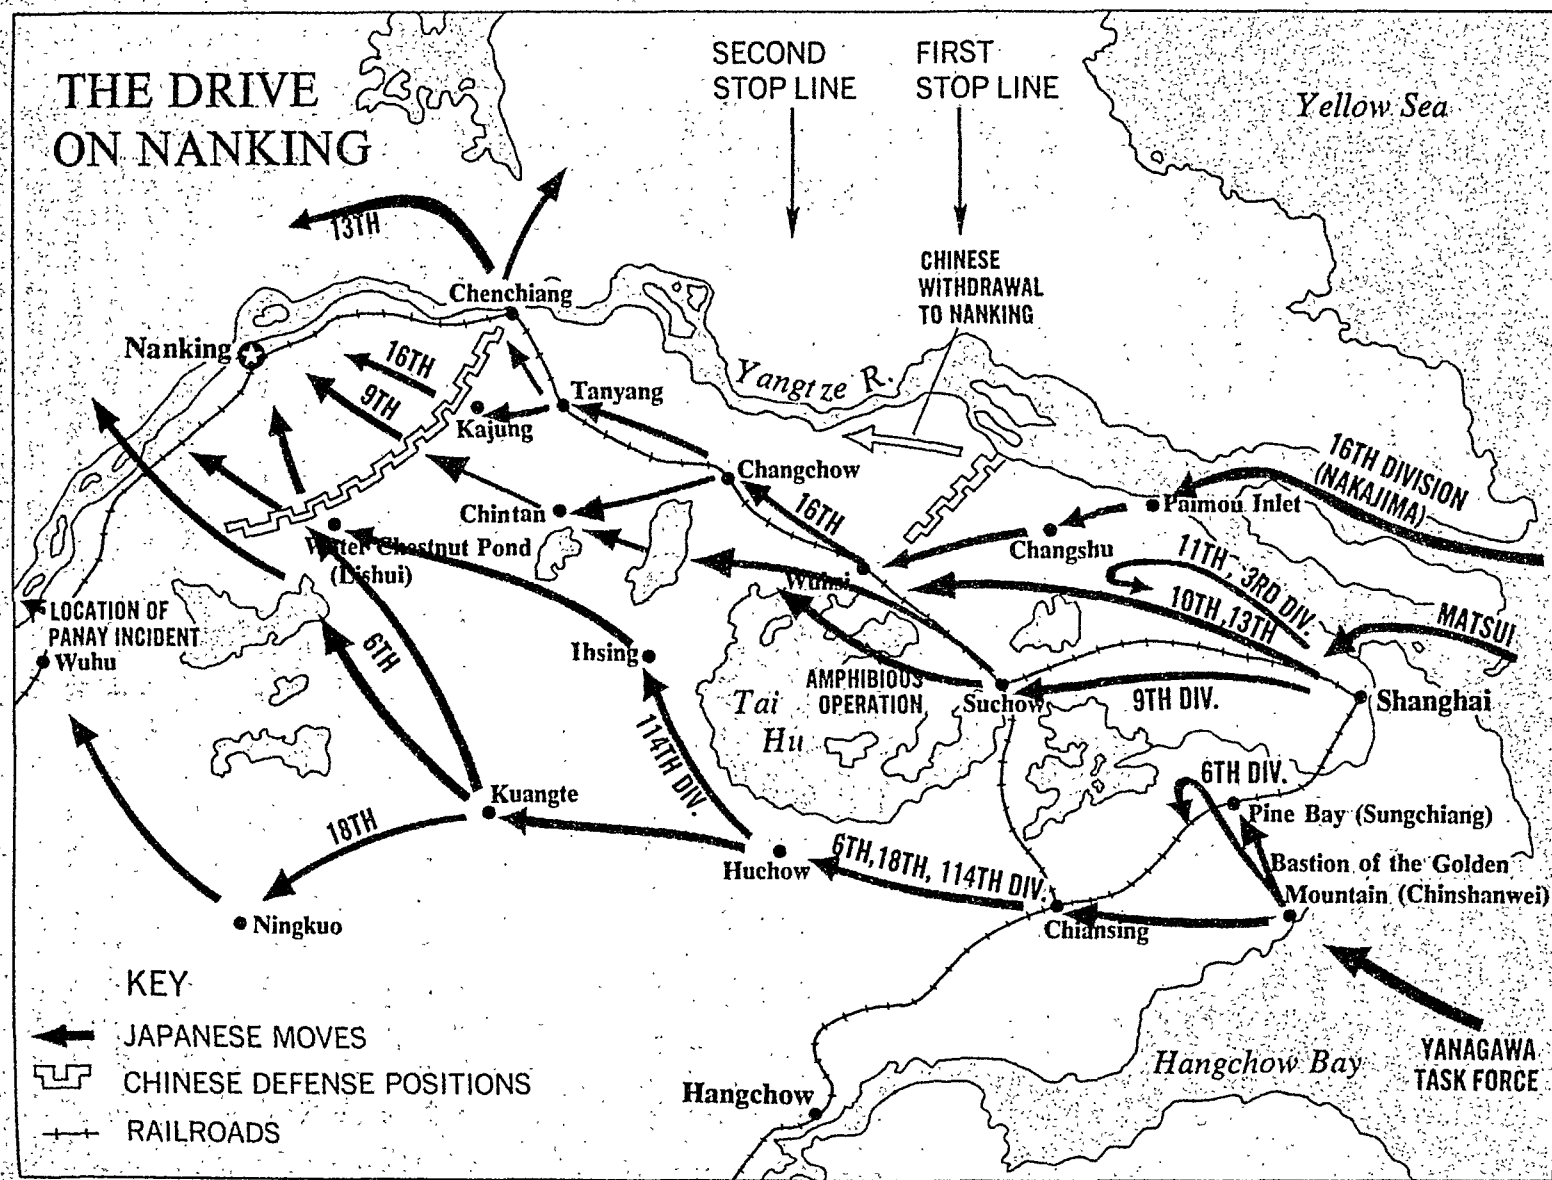 THE DRIVE
ON NANKING
SECOND
STOP LINE
FIRST
STOP LINE
Yellow Sea
13TH
CHINESE
WITHDRAWAL
TO NANKING
Chenchiang
Nanking
16TH
9TH
Yangtze R.
Tanyang
Kajung
Changchow
16TH DIVISION
(NAKAJIMA)
Chintan
16TH
Paimou Inlet
Changshu
Water Chestnut Pond
(Lishui)
Wuhsi
11TH, 3RD DIV.
10TH, 13TH
MATSUI
LOCATION OF
PANAY INCIDENT
Wuhu
6TH
Ihsing
AMPHIBIOUS
OPERATION
Tai
Hu
Suchow
9TH DIV.
Shanghai
114TH DIV.
6TH DIV.
Kuangte
Pine Bay (Sungchiang)
18TH
Huchow
6TH, 18TH, 114TH DIV.
Bastion of the Golden
Mountain (Chinshanwei)
Ningkuo
Chiansing
KEY
JAPANESE MOVES
CHINESE DEFENSE POSITIONS
RAILROADS
Hangchow
Hangchow Bay
YANAGAWA
TASK FORCE